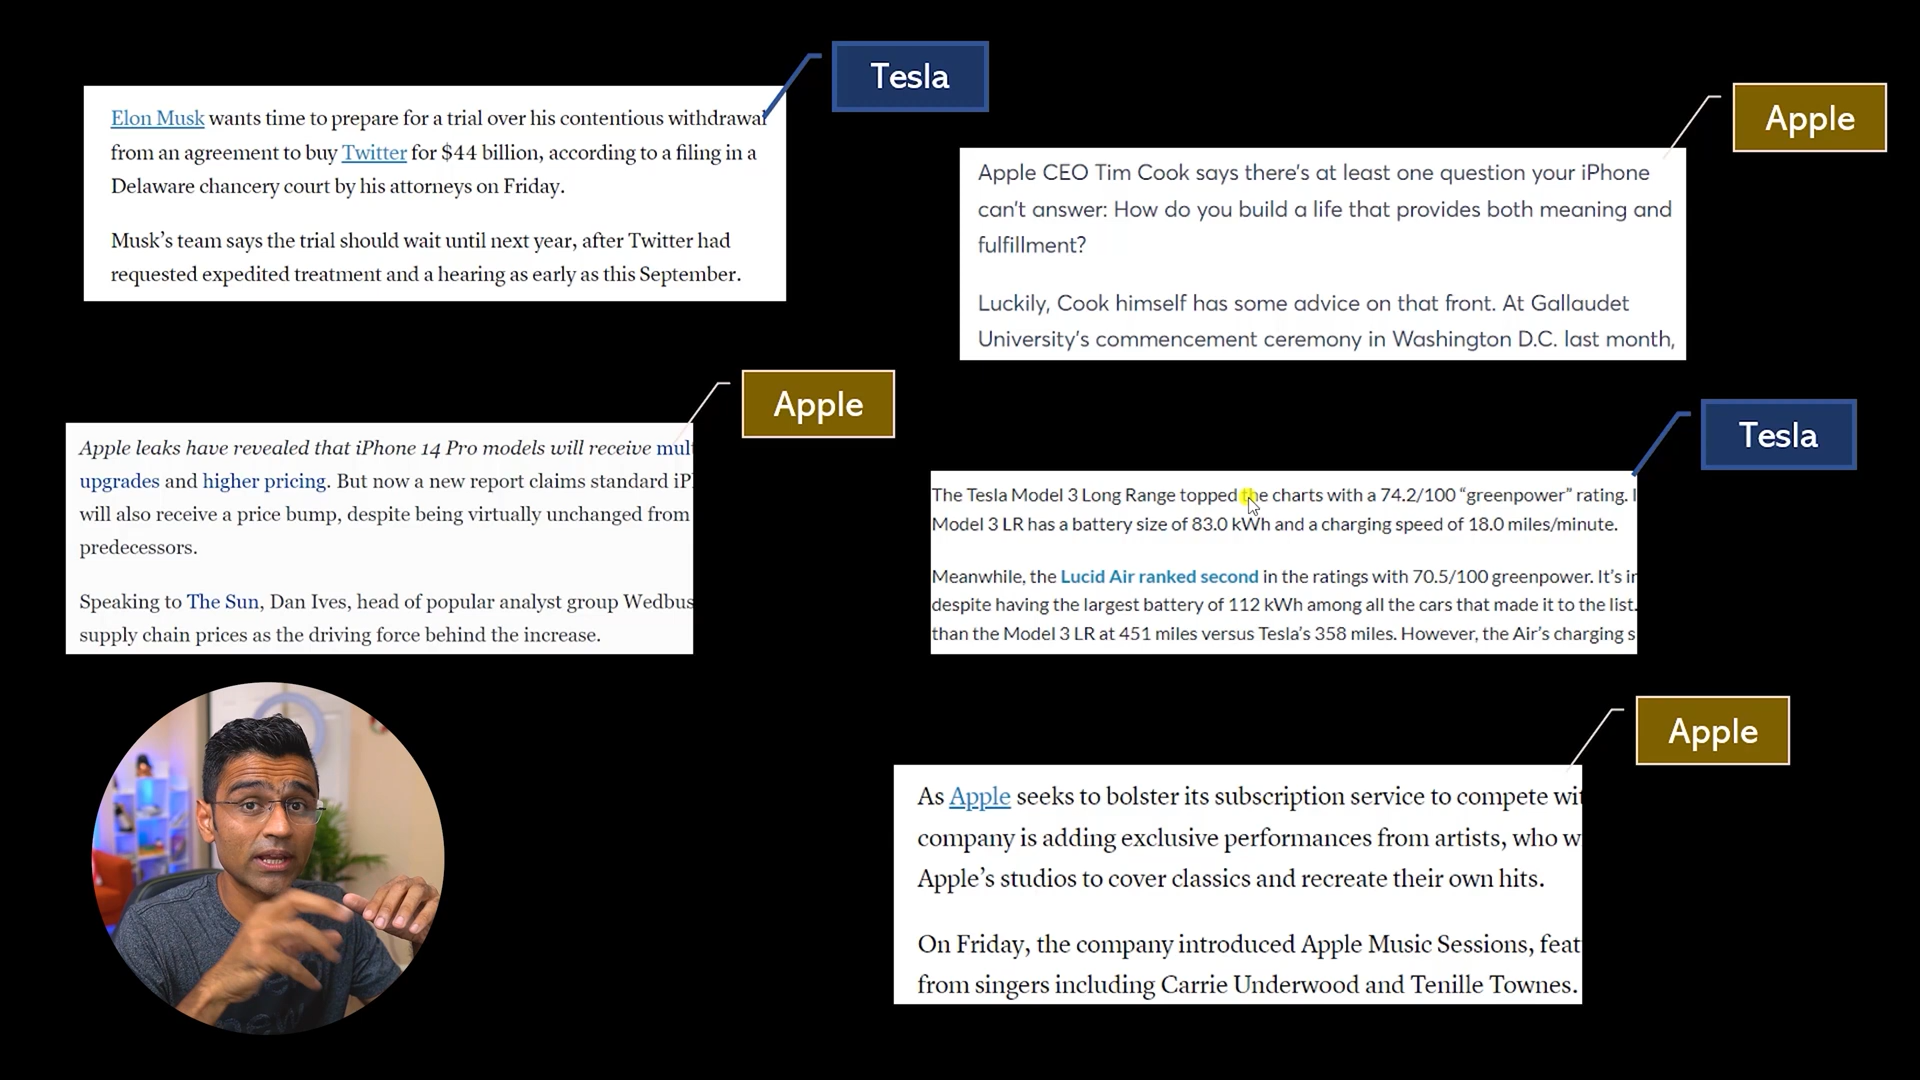 Tesla
Elon Musk wants time to prepare for a trial over his contentious withdrawal
from an agreement to buy Twitter for $44 billion, according to a filing in a
Delaware chancery court by his attorneys on Friday.
Musk’s team says the trial should wait until next year, after Twitter had
requested expedited treatment and a hearing as early as this September.
Apple
Apple CEO Tim Cook says there's at least one question your iPhone
can't answer: How do you build a life that provides both meaning and
fulfillment?
Luckily, Cook himself has some advice on that front. At Gallaudet
University's commencement ceremony in Washington D.C. last month,
Apple
Apple leaks have revealed that iPhone 14 Pro models will receive
upgrades and higher pricing. But now a new report claims standard
will also receive a price bump, despite being virtually unchanged from
predecessors.
Speaking to The Sun, Dan Ives, head of popular analyst group
supply chain prices as the driving force behind the increase.
Tesla
The Tesla Model 3 Long Range topped the charts with a 74.2/100 “greenpower” rating.
Model 3 LR has a battery size of 83.0 kWh and a charging speed of 18.0 miles/minute.
Meanwhile, the Lucid Air ranked second in the ratings with 70.5/100 greenpower. It’s
despite having the largest battery of 112 kWh among all the cars that made it to the list.
than the Model 3 LR at 451 miles versus Tesla’s 358 miles. However, the Air’s charging
Apple
As Apple seeks to bolster its subscription service to compete
company is adding exclusive performances from artists, who
Apple’s studios to cover classics and recreate their own hits.
On Friday, the company introduced Apple Music Sessions,
from singers including Carrie Underwood and Tenille Townes.